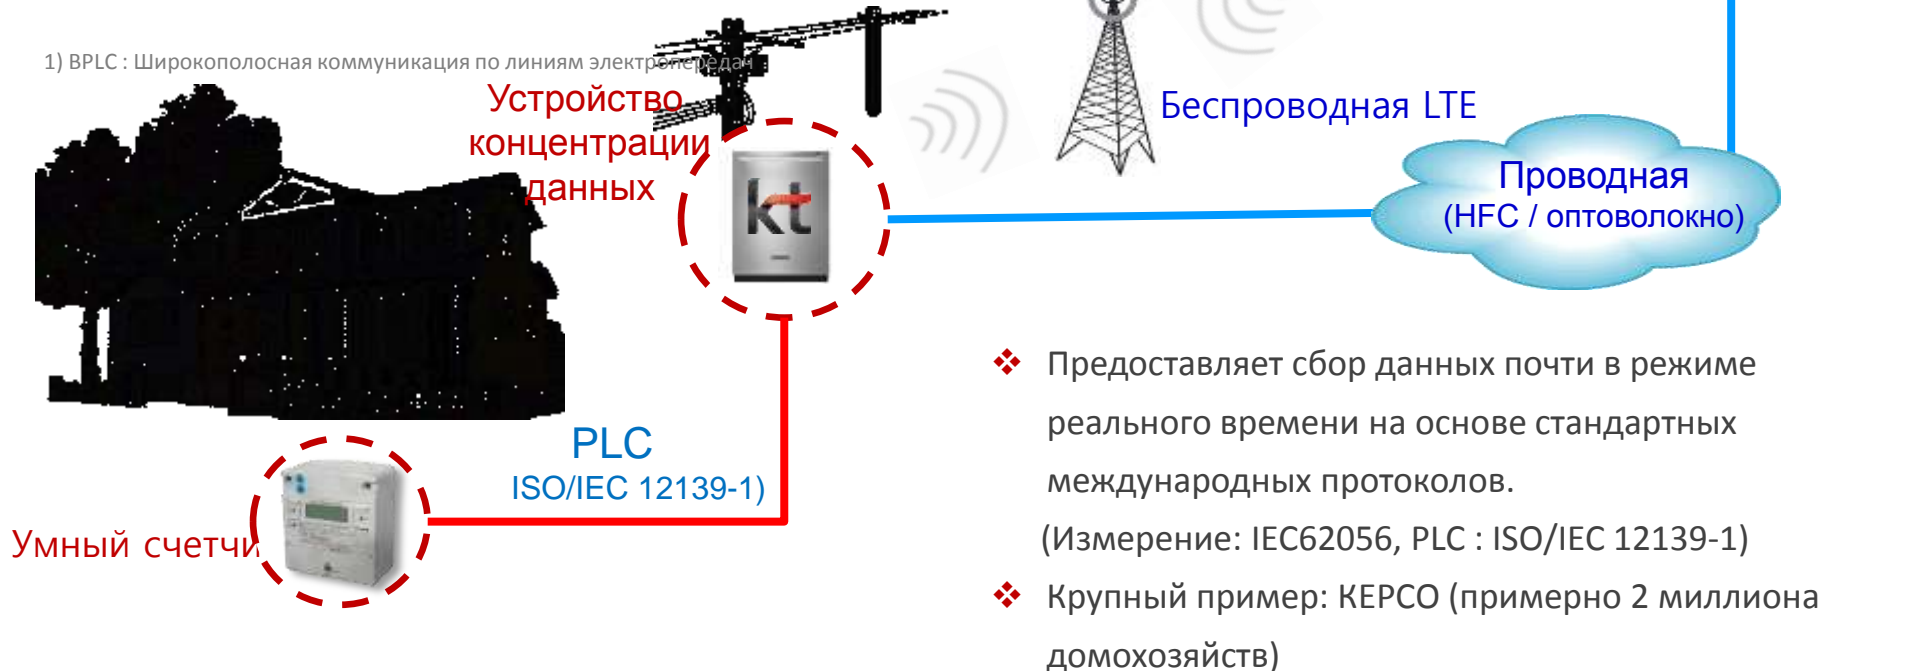 1) BPLC : Широкополосная коммуникация по линиям электропередач
Устройство
концентрации
данных
kt
Беспроводная LTE
Проводная
(HFC / оптоволокно)
PLC
ISO/IEC 12139-1)
Умный счетчи
❖ Предоставляет сбор данных почти в режиме
реального времени на основе стандартных
международных протоколов.
(Измерение: IEC62056, PLC : ISO/IEC 12139-1)
❖ Крупный пример: КЕРСО (примерно 2 миллиона
домохозяйств)